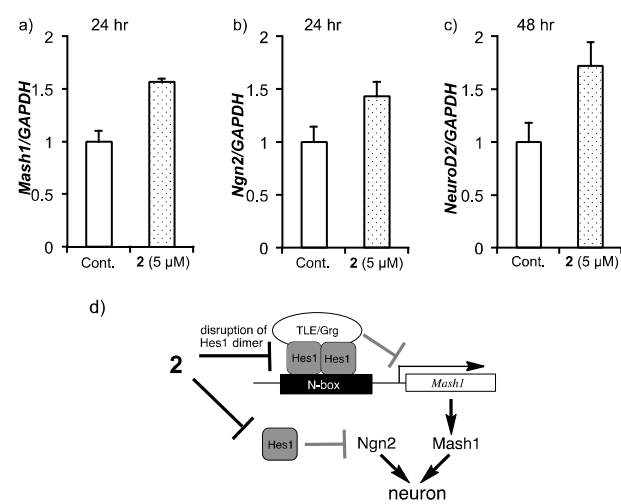 a) 24 hr
Mash1/GAPDH
2
1.5
1
0.5
0
Cont. 2 (5 μM)
b) 24 hr
Ngn2/GAPDH
2
1.5
1
0.5
0
Cont. 2 (5 μM)
c) 48 hr
NeuroD2/GAPDH
2
1.5
1
0.5
0
Cont. 2 (5 μM)
d)
2
disruption of
Hes1 dimer
TLE/Grg
Hes1 Hes1
N-box
Mash1
Hes1
Ngn2 Mash1
neuron